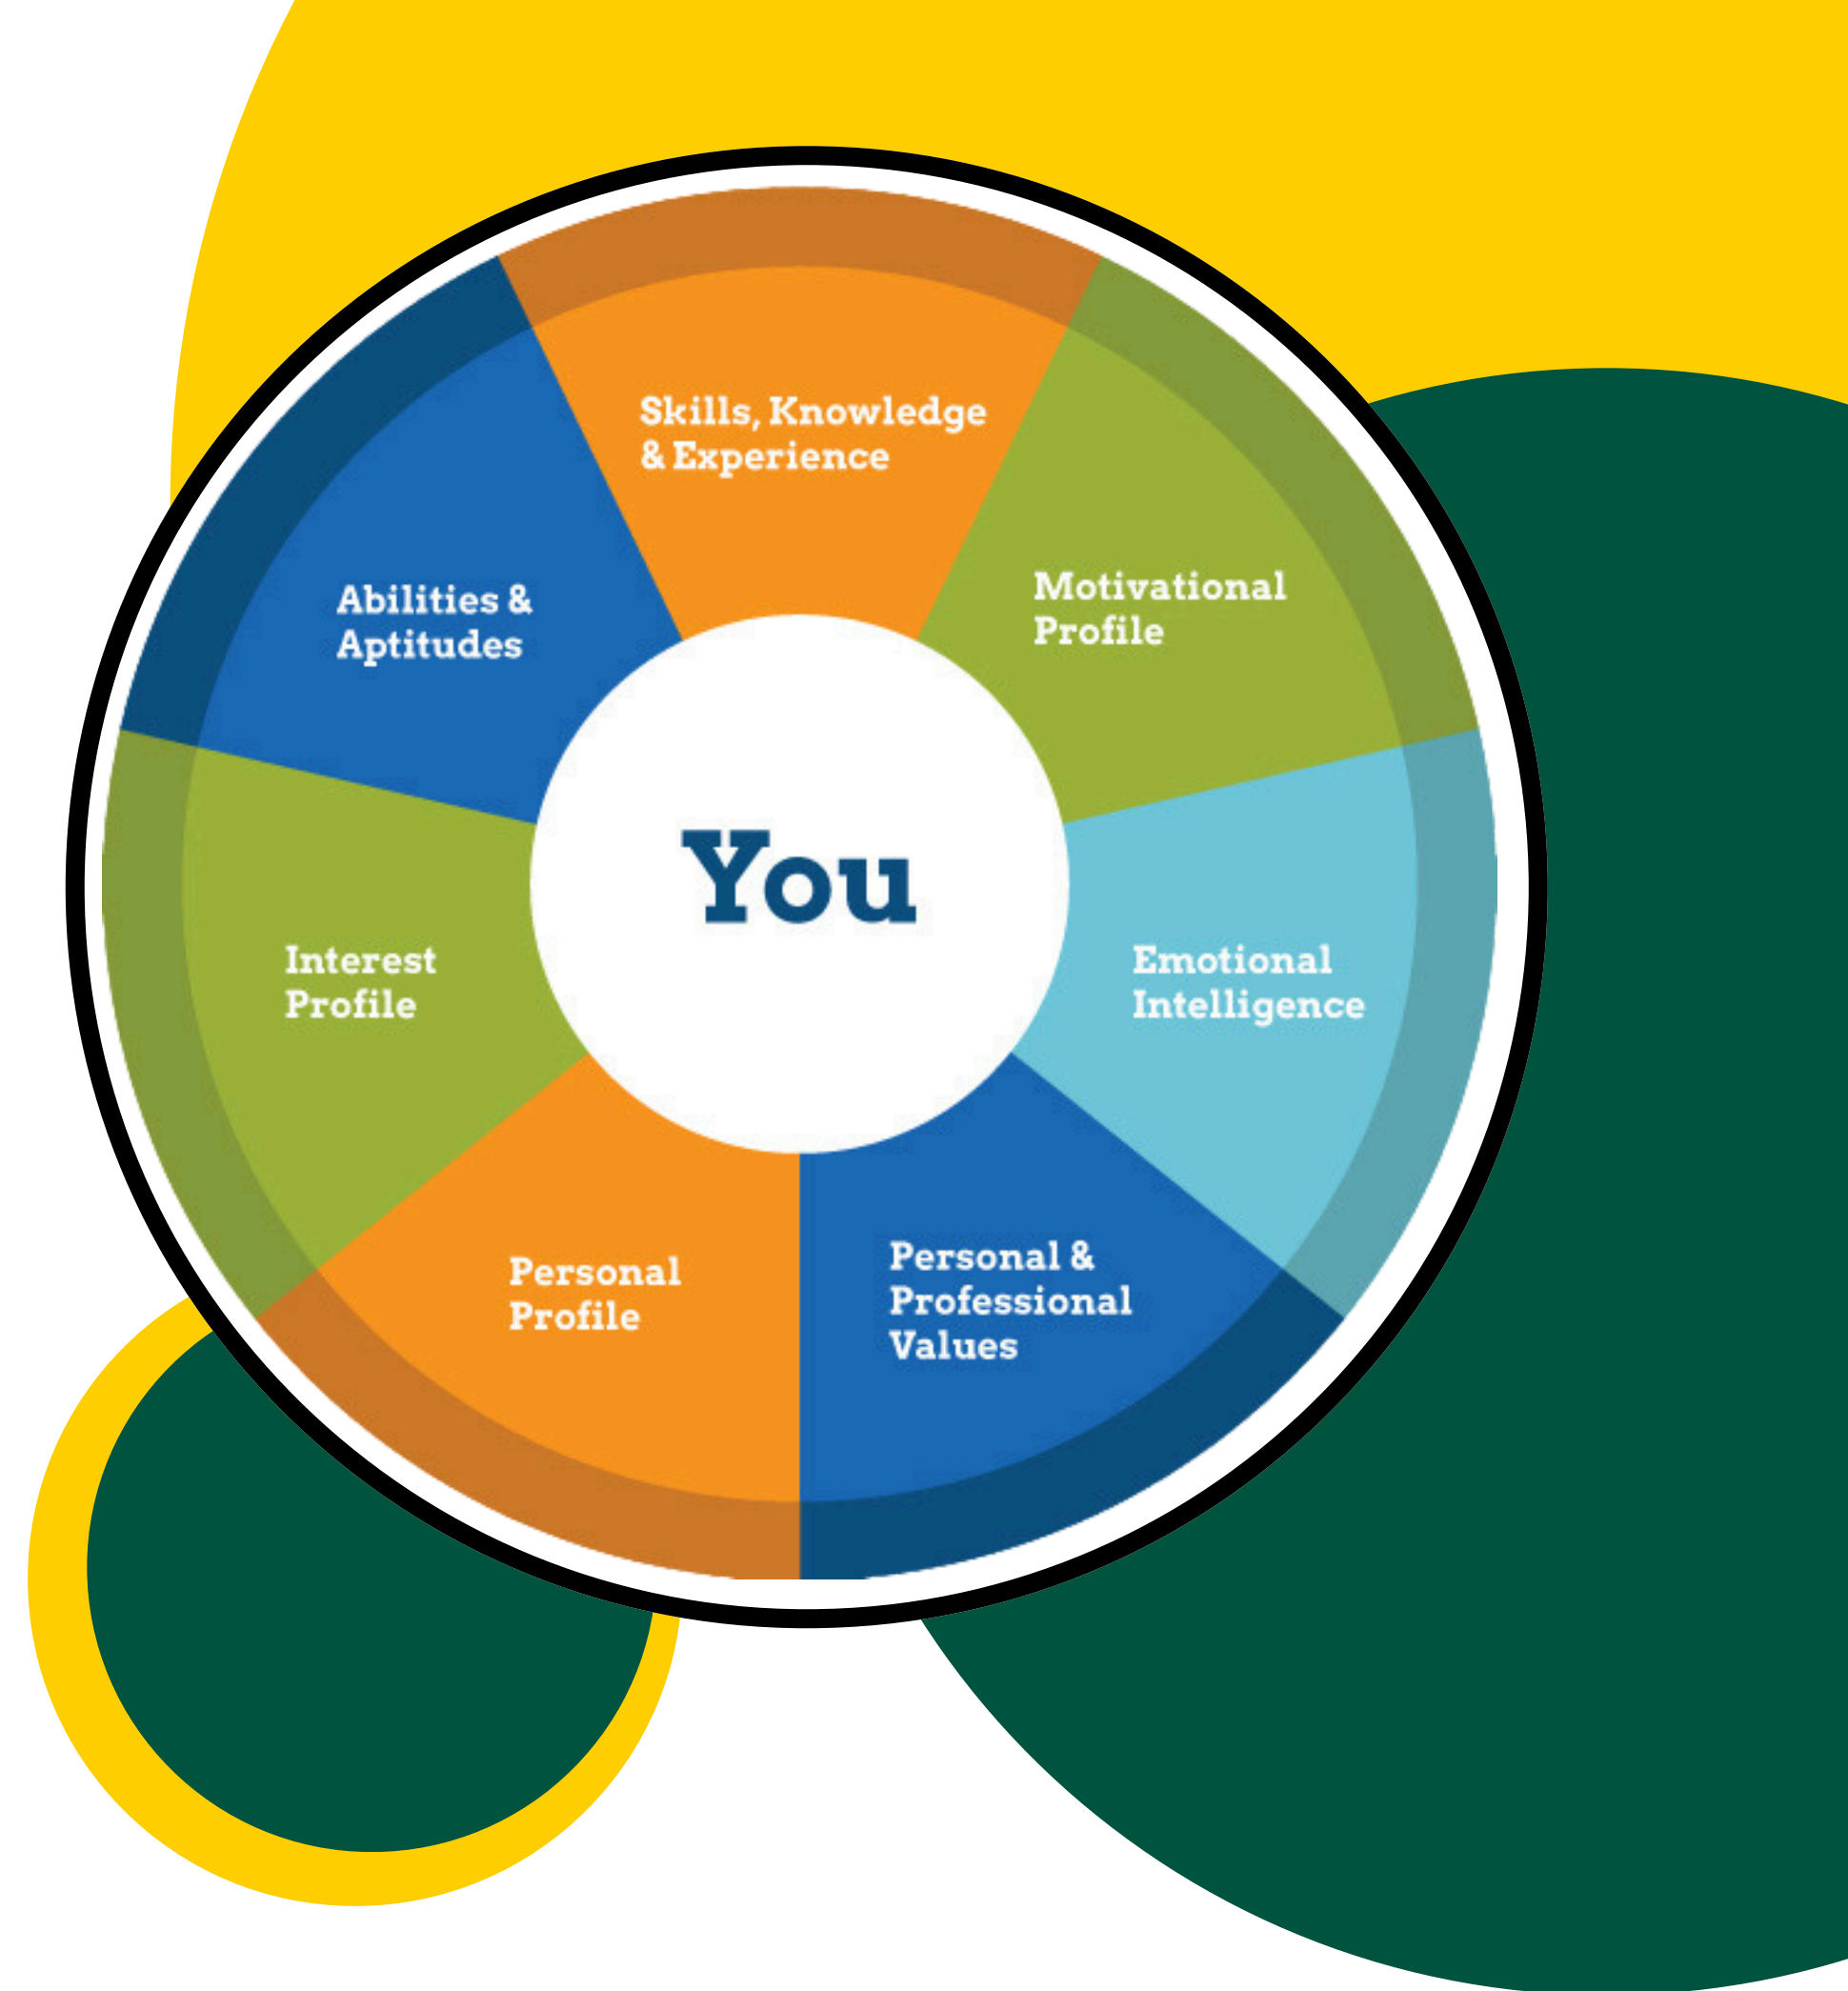 Skills, Knowledge
& Experience
Motivational
Profile
Emotional
Intelligence
Personal &
Professional
Values
Personal
Profile
Interest
Profile
Abilities &
Aptitudes
You